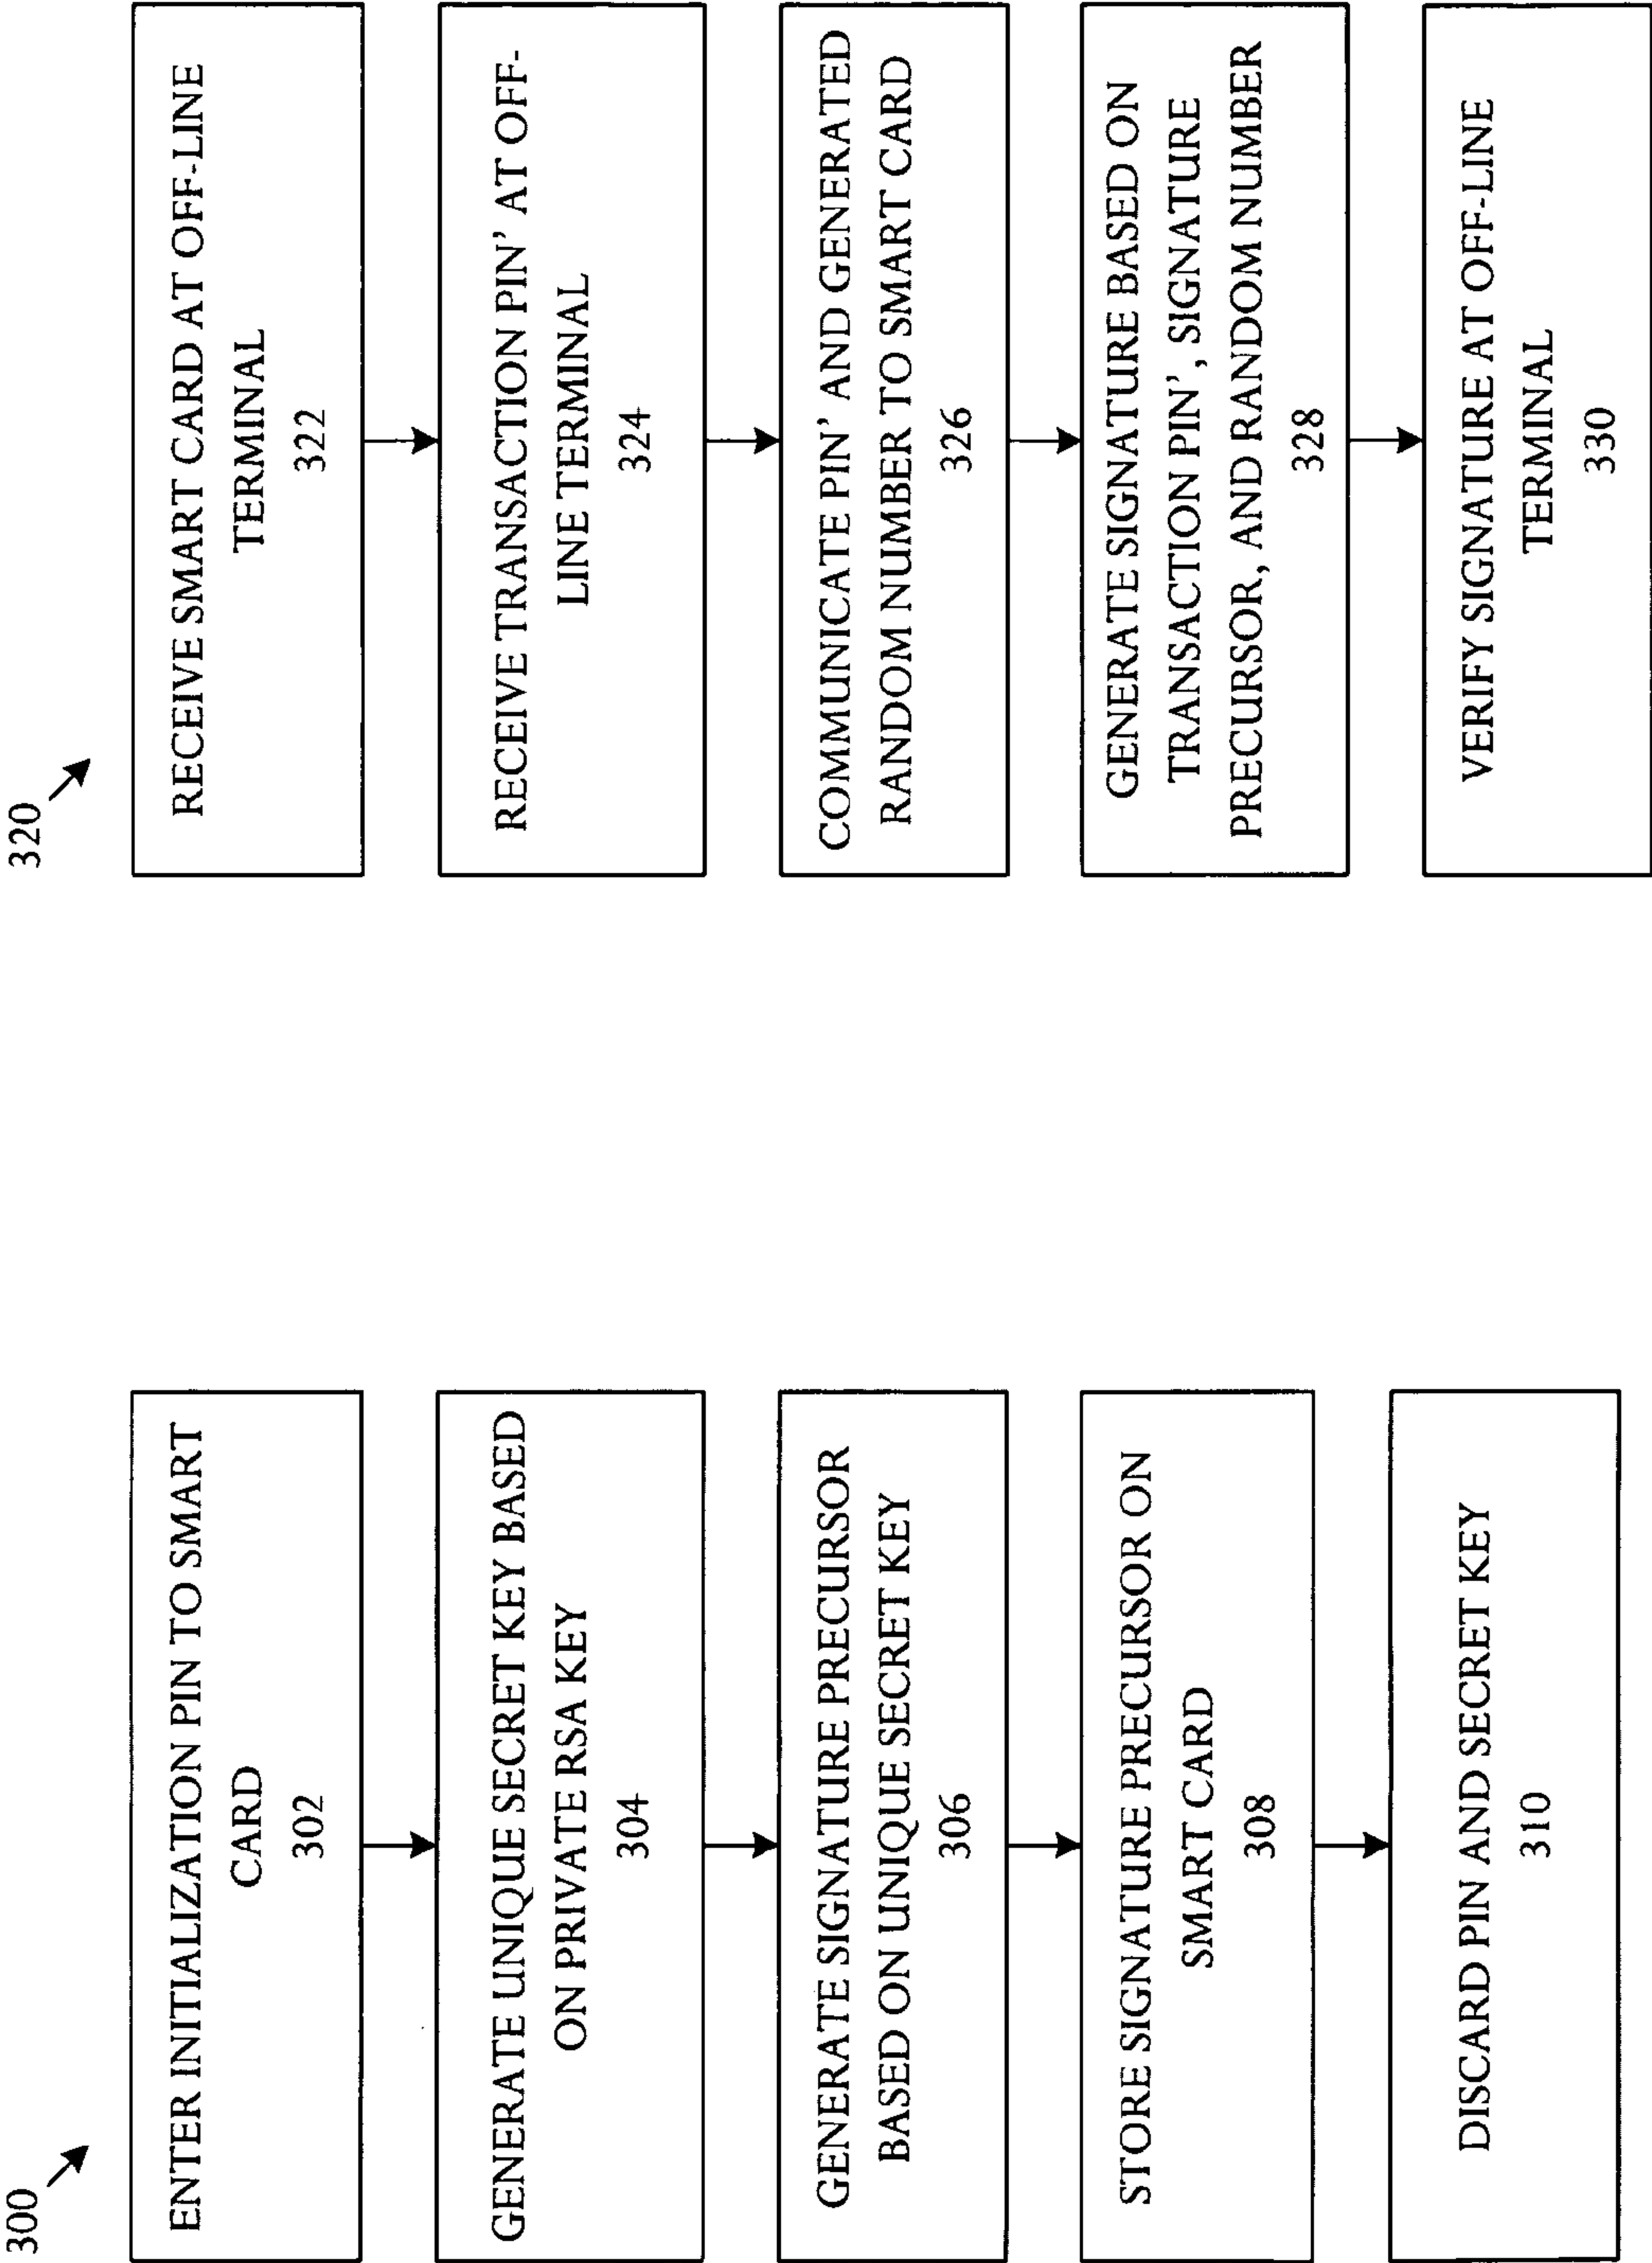 300
ENTER INITIALIZATION PIN TO SMART
CARD
302
GENERATE UNIQUE SECRET KEY BASED
ON PRIVATE RSA KEY
304
GENERATE SIGNATURE PRECURSOR
BASED ON UNIQUE SECRET KEY
306
STORE SIGNATURE PRECURSOR ON
SMART CARD
308
DISCARD PIN AND SECRET KEY
310
320
RECEIVE SMART CARD AT OFF-LINE
TERMINAL
322
RECEIVE TRANSACTION PIN' AT OFF-
LINE TERMINAL
324
COMMUNICATE PIN' AND GENERATED
RANDOM NUMBER TO SMART CARD
326
GENERATE SIGNATURE BASED ON
TRANSACTION PIN', SIGNATURE
PRECURSOR, AND RANDOM NUMBER
328
VERIFY SIGNATURE AT OFF-LINE
TERMINAL
330